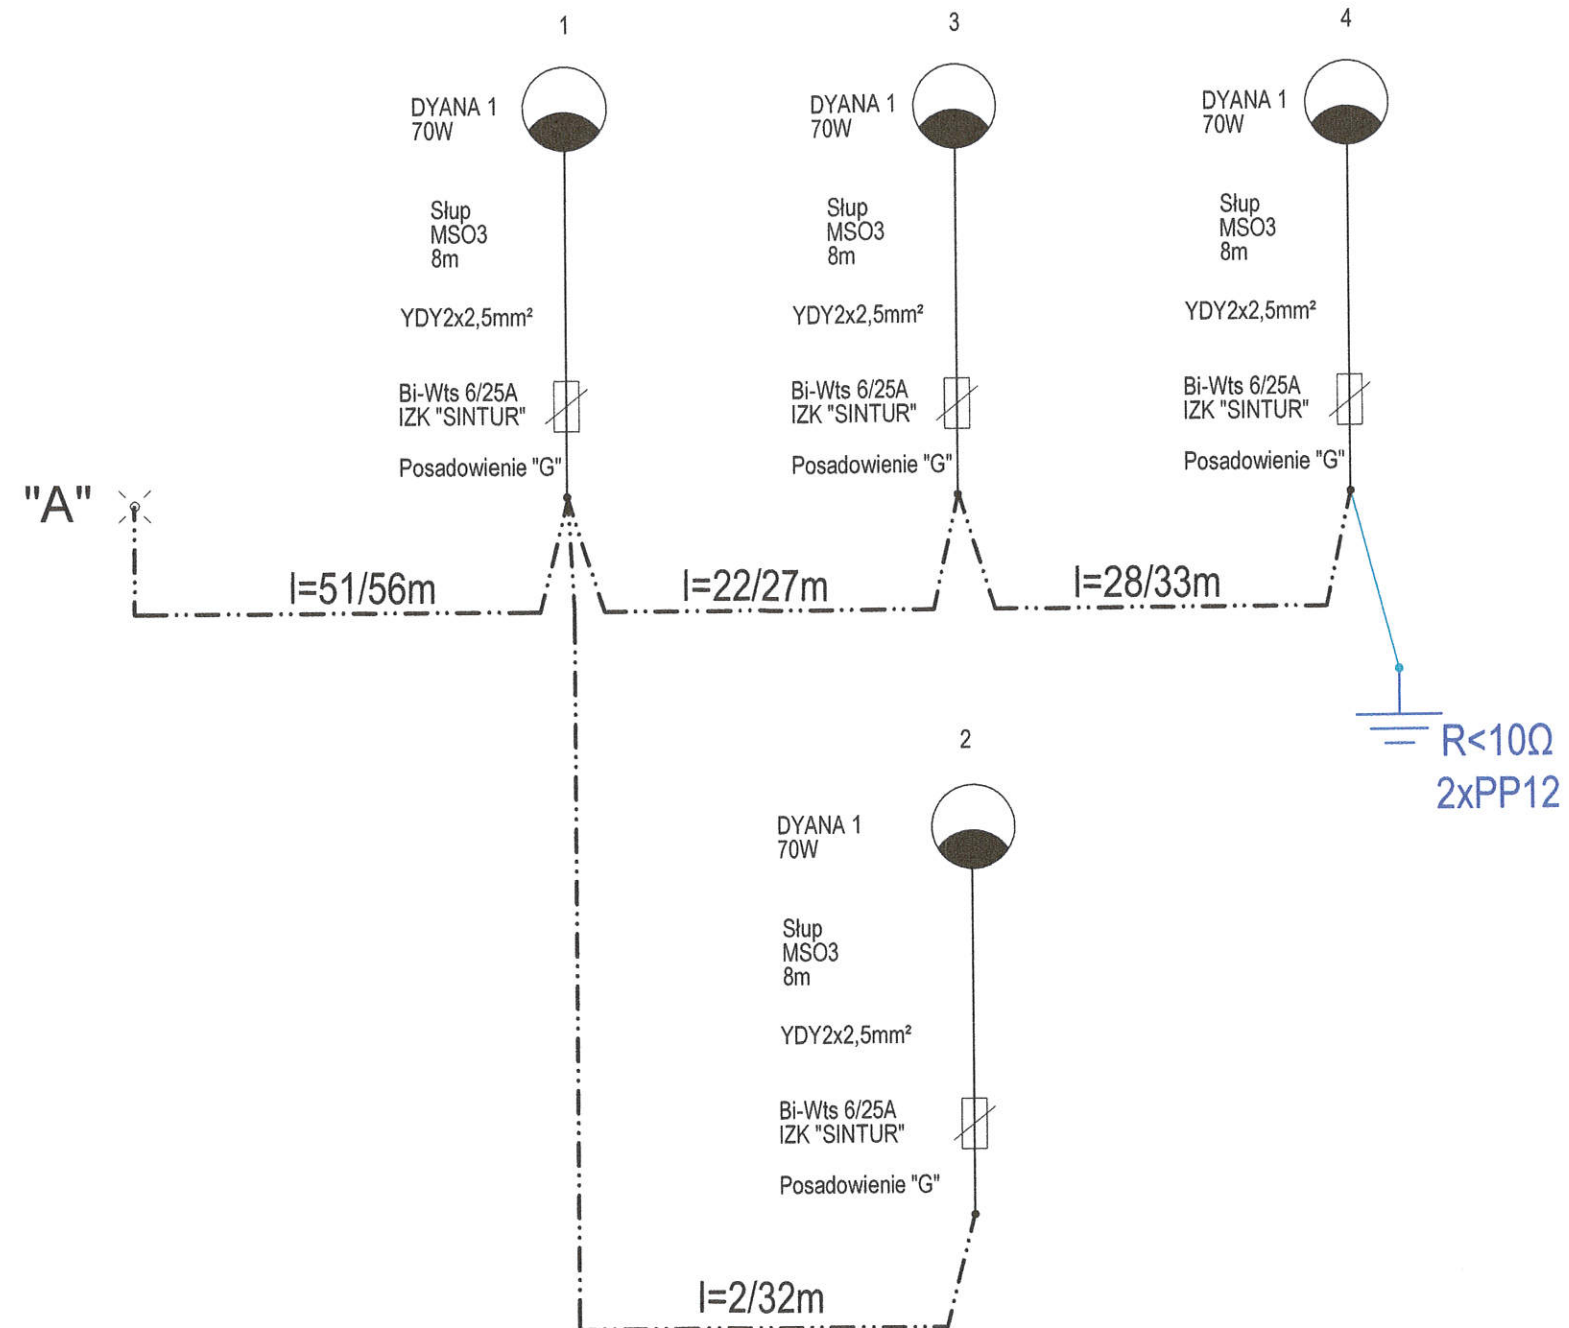 1
DYANA 1
70W
Słup
MSO3
8m
YDY2x2,5mm²
Bi-Wts 6/25A
IZK "SINTUR"
Posadowienie "G"
3
DYANA 1
70W
Słup
MSO3
8m
YDY2x2,5mm²
Bi-Wts 6/25A
IZK "SINTUR"
Posadowienie "G"
4
DYANA 1
70W
Słup
MSO3
8m
YDY2x2,5mm²
Bi-Wts 6/25A
IZK "SINTUR"
Posadowienie "G"
"A"
l=51/56m
l=22/27m
l=28/33m
R<10Ω
2xPP12
2
DYANA 1
70W
Słup
MSO3
8m
YDY2x2,5mm²
Bi-Wts 6/25A
IZK "SINTUR"
Posadowienie "G"
l=2/32m